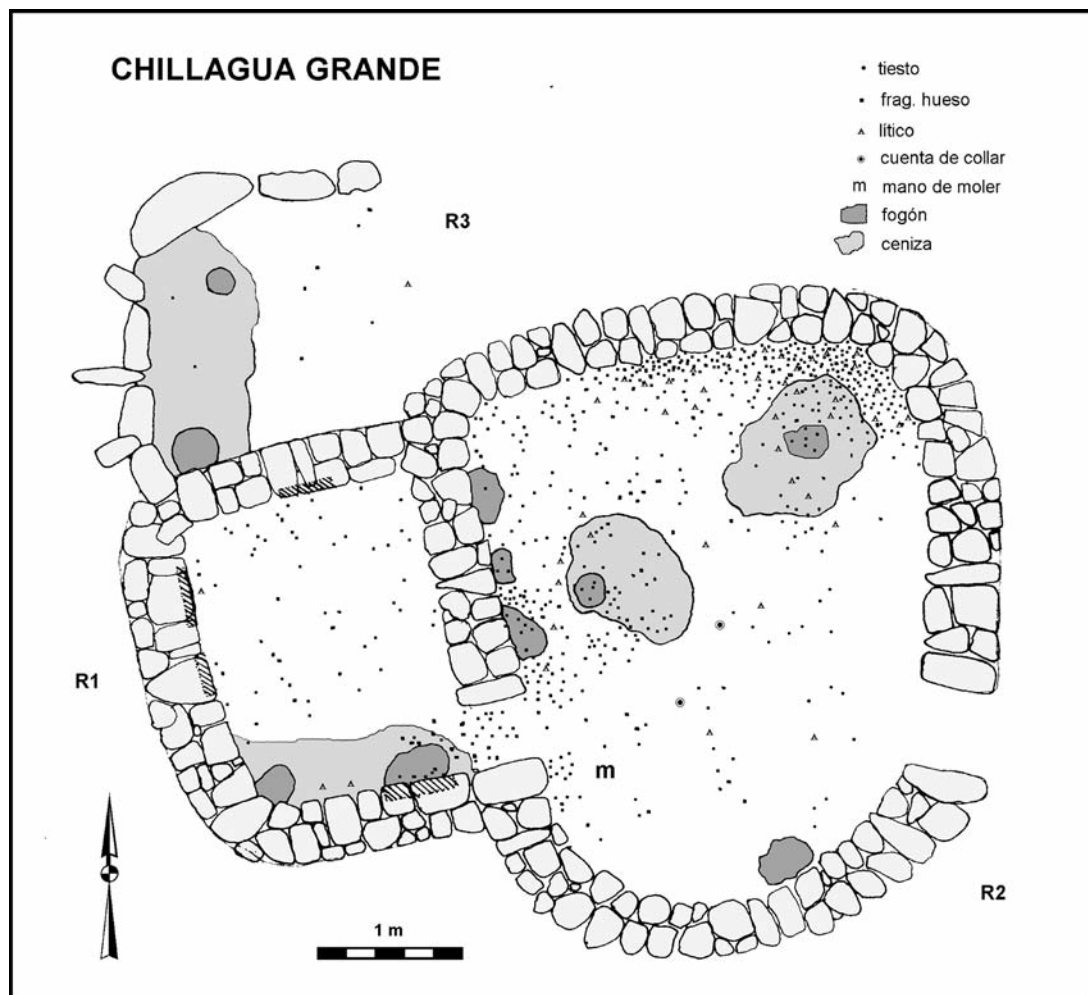 CHILLAGUA GRANDE
tiesto
frag. hueso
lítico
cuenta de collar
m mano de moler
fogón
ceniza
R3
R1
m
R2
1 m